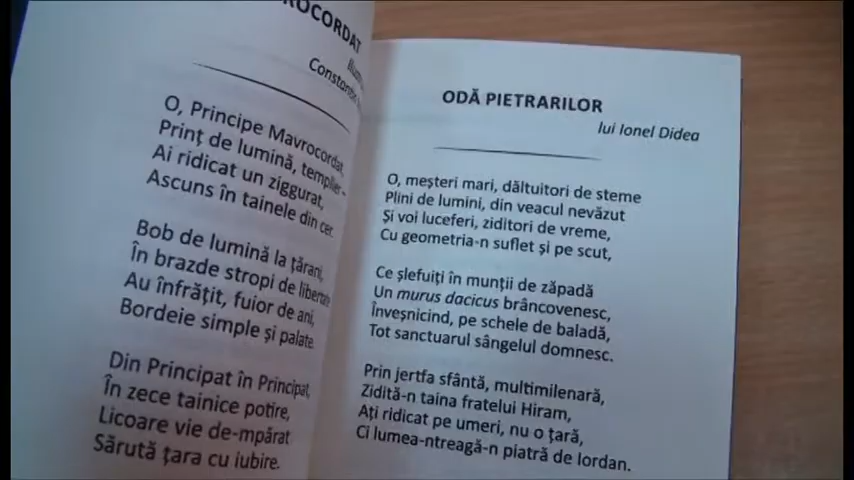 ROCORDAT
Ilust
Constantin
O, Principe Mavrocordat,
Prinţ de lumină, templier –
Ai ridicat un ziggurat,
Ascuns în tainele din cer.
Bob de lumină la ţărani,
În brazde stropi de libertate
Au înfrăţit, fuior de ani,
Bordeie simple şi palate.
Din Principat în Principat,
În zece tainice potire,
Licoare vie de-mpărat
Sărută ţara cu iubire.
ODĂ PIETRARILOR
lui Ionel Didea
O, meşteri mari, dăltuitori de steme
Plini de lumini, din veacul nevăzut
Şi voi luceferi, ziditori de vreme,
Cu geometria-n suflet şi pe scut,
Ce şlefuiţi în munţii de zăpadă
Un murus dacicus brâncovenesc,
Înveşnicind, pe schele de baladă,
Tot sanctuarul sângelui domnesc.
Prin jertfa sfântă, multimilenară,
Zidită-n taina fratelui Hiram,
Aţi ridicat pe umeri, nu o ţară,
Ci lumea-ntreagă-n piatră de Iordan,